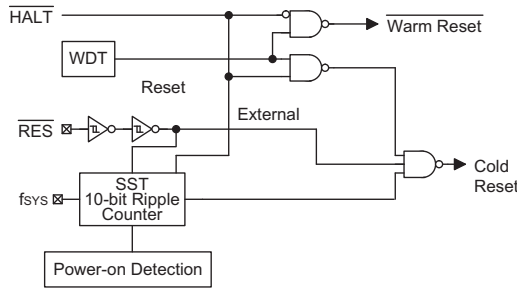 HALT
Warm Reset
WDT
Reset
External
RES
Cold
Reset
SST
10-bit Ripple
Counter
fSYS
Power-on Detection